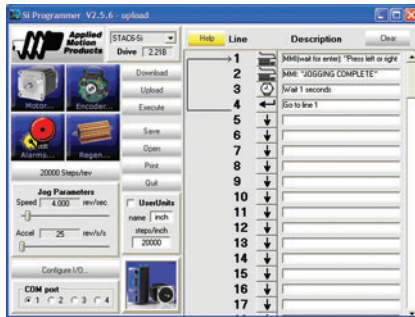 Si Programmer V2.5.6 - upload
Applied Motion Products
STAC6-Si
Drive 2.21B
Motor...
Encoder...
Alarms...
Regen...
20000 Steps/rev
Jog Parameters
Speed 4.000 rev/sec
Accel 25 rev/s/s
Configure I/O...
COM port
1 2 3 4
Download
Upload
Execute
Save
Open
Print
Quit
UserUnits
name inch
steps/inch
20000
Help Line Description Clear
1 MMI(wait for enter): "Press left or right
2 MMI: "JOGGING COMPLETE"
3 Wait 1 seconds
4 Go to line 1
5
6
7
8
9
10
11
12
13
14
15
16
17